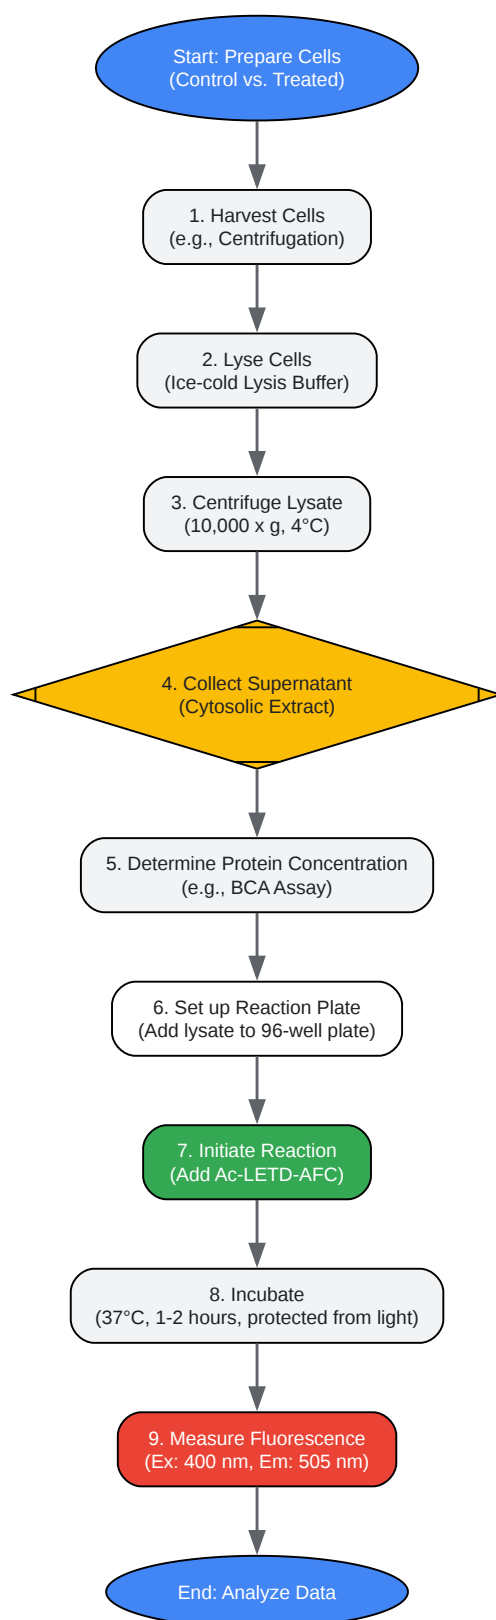 Start: Prepare Cells
(Control vs. Treated)
1. Harvest Cells
(e.g., Centrifugation)
2. Lyse Cells
(Ice-cold Lysis Buffer)
3. Centrifuge Lysate
(10,000 x g, 4°C)
4. Collect Supernatant
(Cytosolic Extract)
5. Determine Protein Concentration
(e.g., BCA Assay)
6. Set up Reaction Plate
(Add lysate to 96-well plate)
7. Initiate Reaction
(Add Ac-LETD-AFC)
8. Incubate
(37°C, 1-2 hours, protected from light)
9. Measure Fluorescence
(Ex: 400 nm, Em: 505 nm)
End: Analyze Data